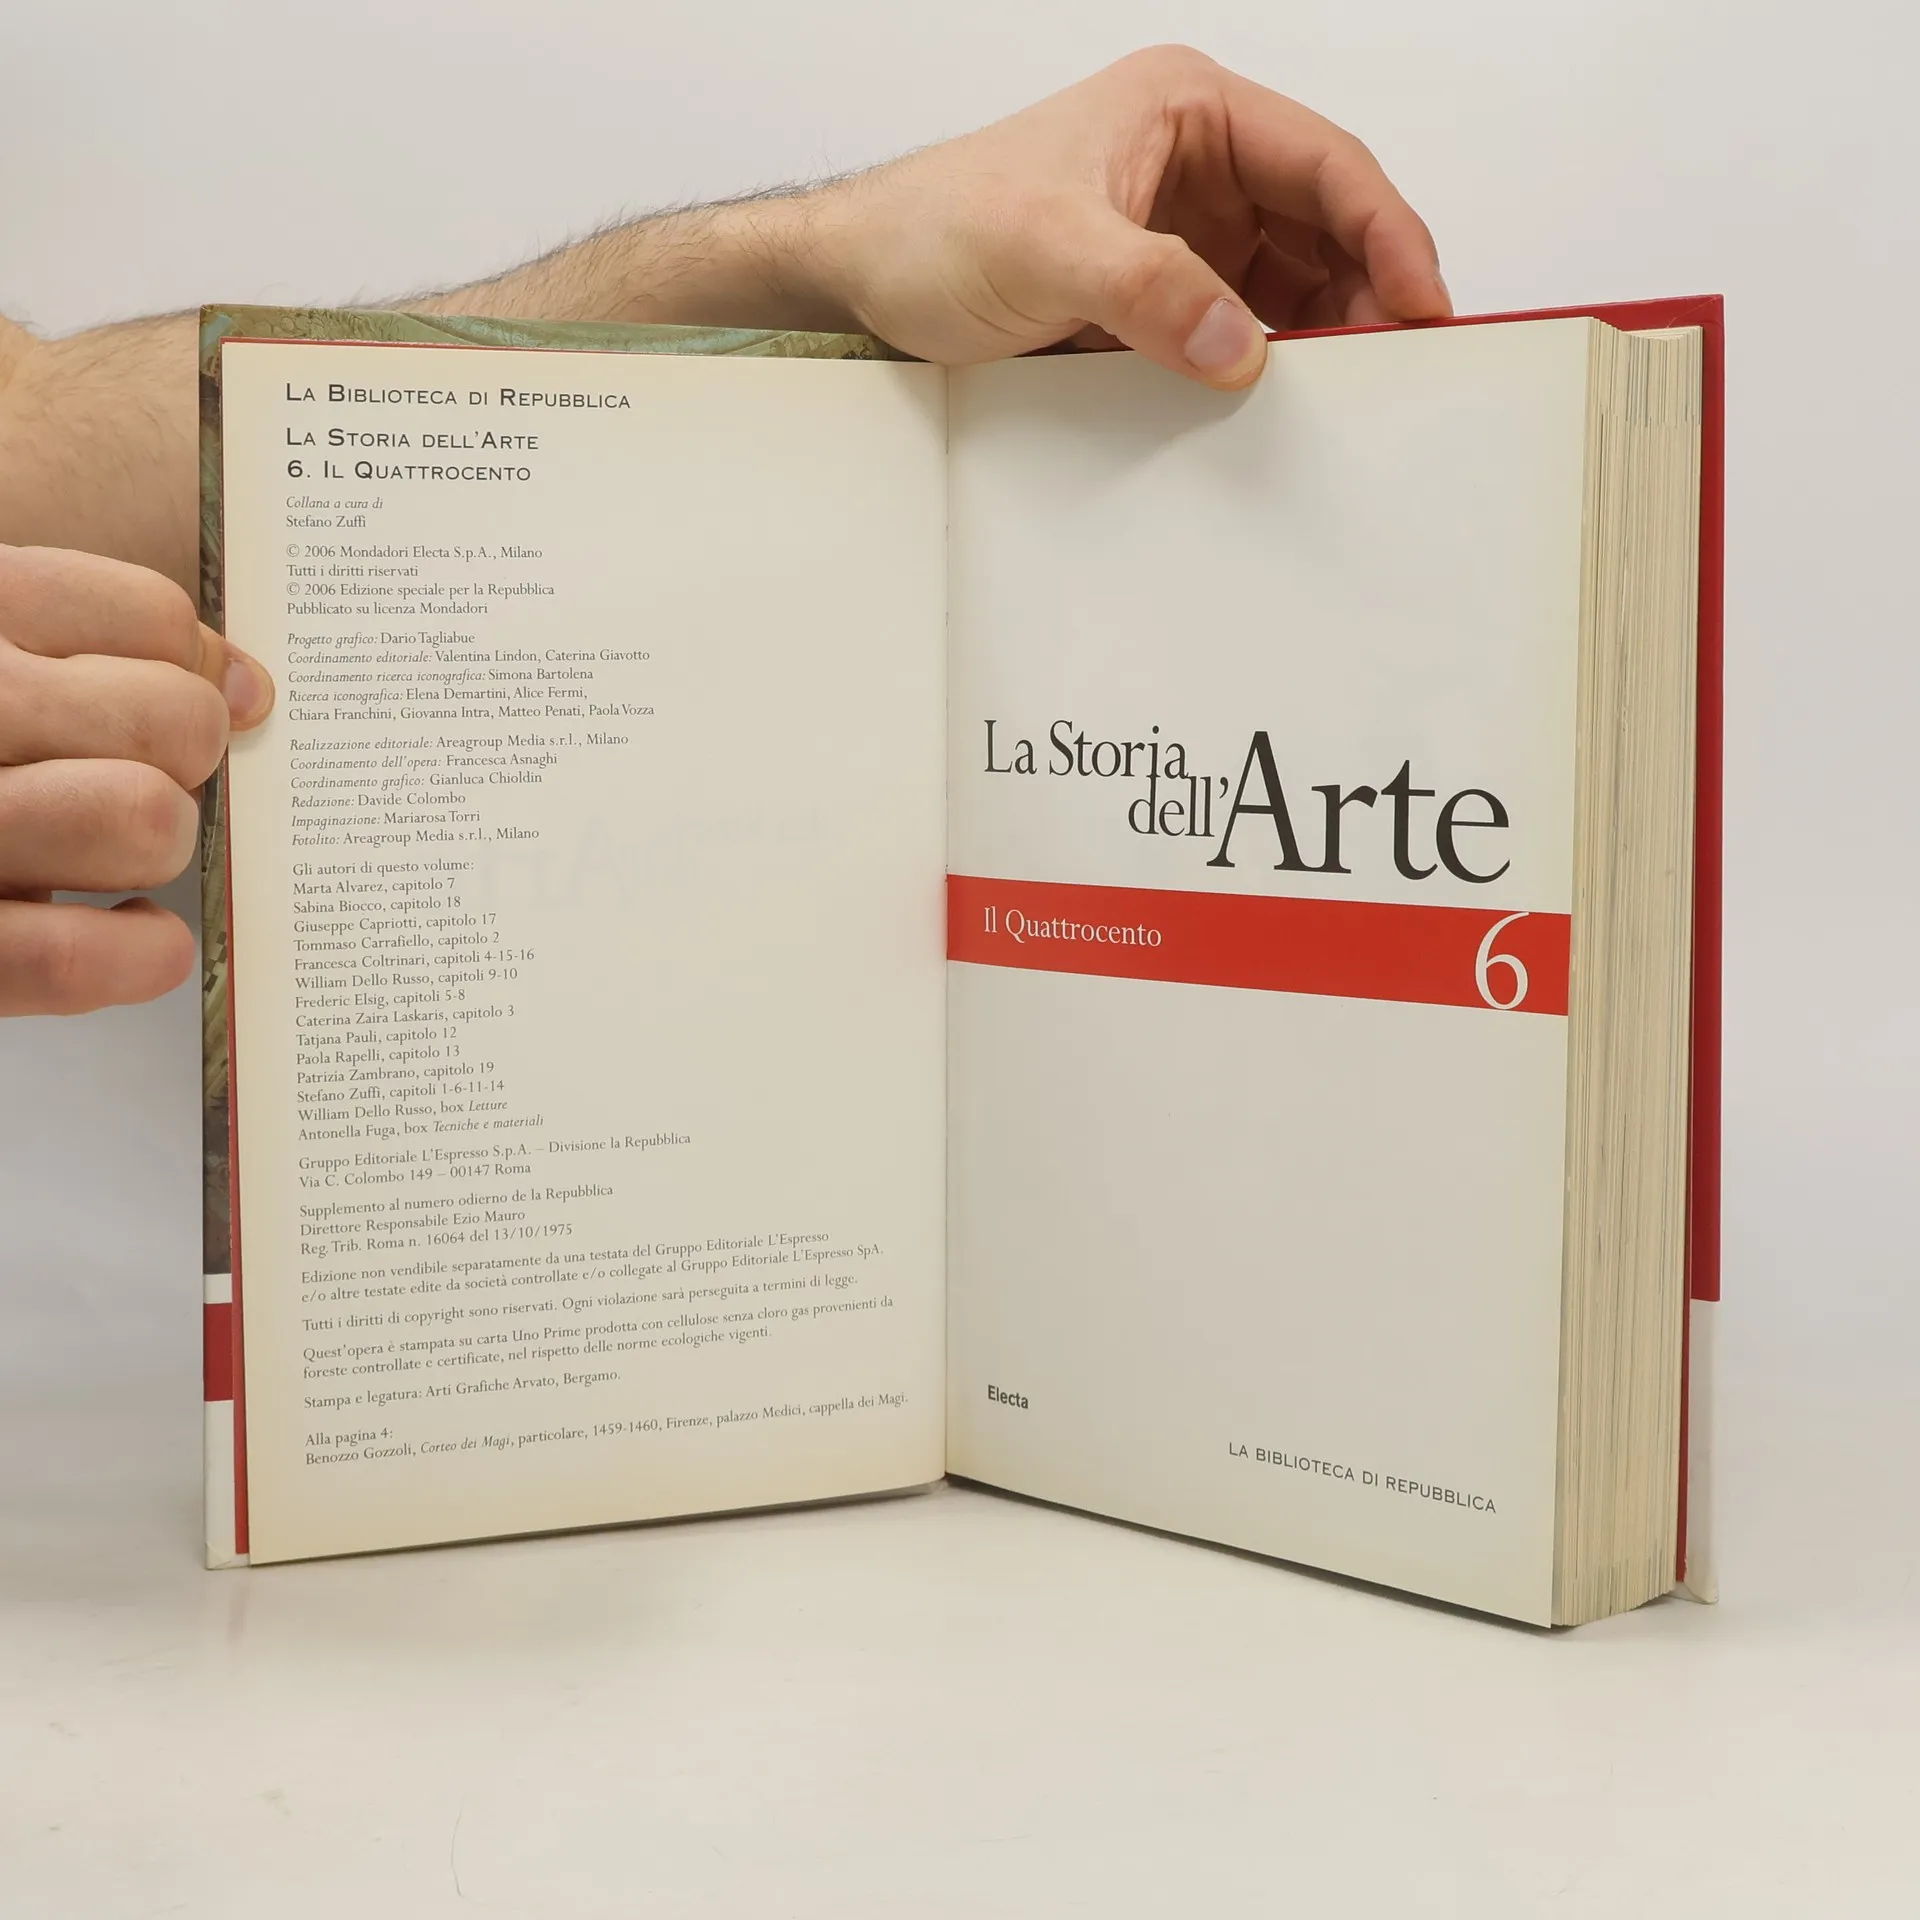 La Biblioteca di Repubblica
La Storia dell'Arte
6. Il Quattrocento
Collana a cura di
Stefano Zuffi
© 2006 Mondadori Electa S.p.A., Milano
Tutti i diritti riservati
© 2006 Edizione speciale per la Repubblica
Pubblicato su licenza Mondadori
Progetto grafico: Dario Tagliabue
Coordinamento editoriale: Valentina Lindon, Caterina Giavotto
Coordinamento ricerca iconografica: Simona Bartolena
Ricerca iconografica: Elena Demartini, Alice Fermi,
Chiara Franchini, Giovanna Intra, Matteo Penati, Paola Vozza
Realizzazione editoriale: Areagroup Media s.r.l., Milano
Coordinamento dell'opera: Francesca Asnaghi
Coordinamento grafico: Gianluca Chioldin
Redazione: Davide Colombo
Impaginazione: Mariarosa Torri
Fotolito: Areagroup Media s.r.l., Milano
Gli autori di questo volume:
Marta Alvarez, capitolo 7
Sabina Biocco, capitolo 18
Giuseppe Capriotti, capitolo 17
Tommaso Carrafiello, capitolo 2
Francesca Coltrinari, capitoli 4-15-16
William Dello Russo, capitoli 9-10
Frederic Elsig, capitoli 5-8
Caterina Zaira Laskaris, capitolo 3
Tatjana Pauli, capitolo 12
Paola Rapelli, capitolo 13
Patrizia Zambrano, capitolo 19
Stefano Zuffi, capitoli 1-6-11-14
William Dello Russo, box Letture
Antonella Fuga, box Tecniche e materiali
Gruppo Editoriale L'Espresso S.p.A. – Divisione la Repubblica
Via C. Colombo 149 – 00147 Roma
Supplemento al numero odierno de la Repubblica
Direttore Responsabile Ezio Mauro
Reg. Trib. Roma n. 16064 del 13/10/1975
Edizione non vendibile separatamente da una testata del Gruppo Editoriale L'Espresso
e/o altre testate edite da società controllate e/o collegate al Gruppo Editoriale L'Espresso SpA.
Tutti i diritti di copyright sono riservati. Ogni violazione sarà perseguita a termini di legge.
Quest'opera è stampata su carta Uno Prime prodotta con cellulose senza cloro gas provenienti da
foreste controllate e certificate, nel rispetto delle norme ecologiche vigenti.
Stampa e legatura: Arti Grafiche Arvato, Bergamo.
Alla pagina 4:
Benozzo Gozzoli, Corteo dei Magi, particolare, 1459-1460, Firenze, palazzo Medici, cappella dei Magi.
La Storia
dell'Arte
Il Quattrocento 6
Electa
LA BIBLIOTECA DI REPUBBLICA